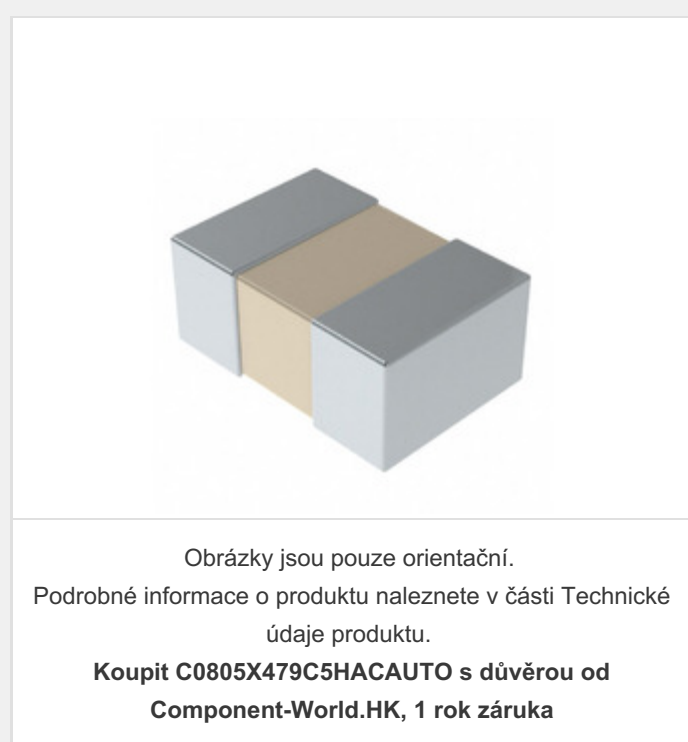 Obrázky jsou pouze orientační.
Podrobné informace o produktu naleznete v části Technické
údaje produktu.
Koupit C0805X479C5HACAUTO s důvěrou od
Component-World.HK, 1 rok záruka